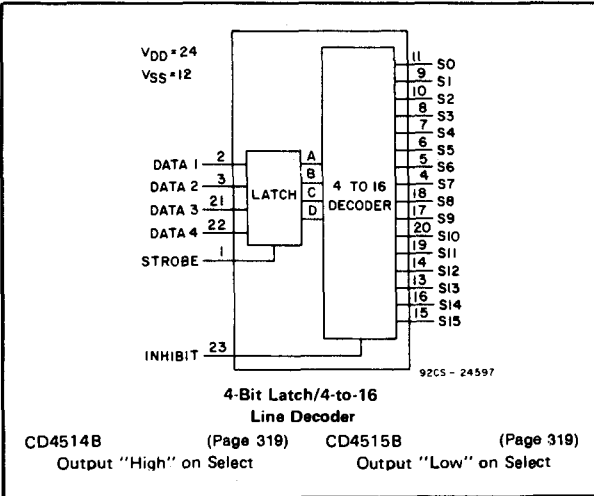 VDD=24
VSS=12
DATA 1 2
DATA 2 3
DATA 3 21
DATA 4 22
STROBE 1
INHIBIT 23
LATCH
A
B
C
D
4 TO 16
DECODER
11 S0
9 S1
10 S2
8 S3
7 S4
6 S5
5 S6
4 S7
18 S8
17 S9
20 S10
19 S11
14 S12
13 S13
16 S14
15 S15
92CS-24597
4-Bit Latch/4-to-16
Line Decoder
CD4514B (Page 319) CD4515B (Page 319)
Output "High" on Select Output "Low" on Select